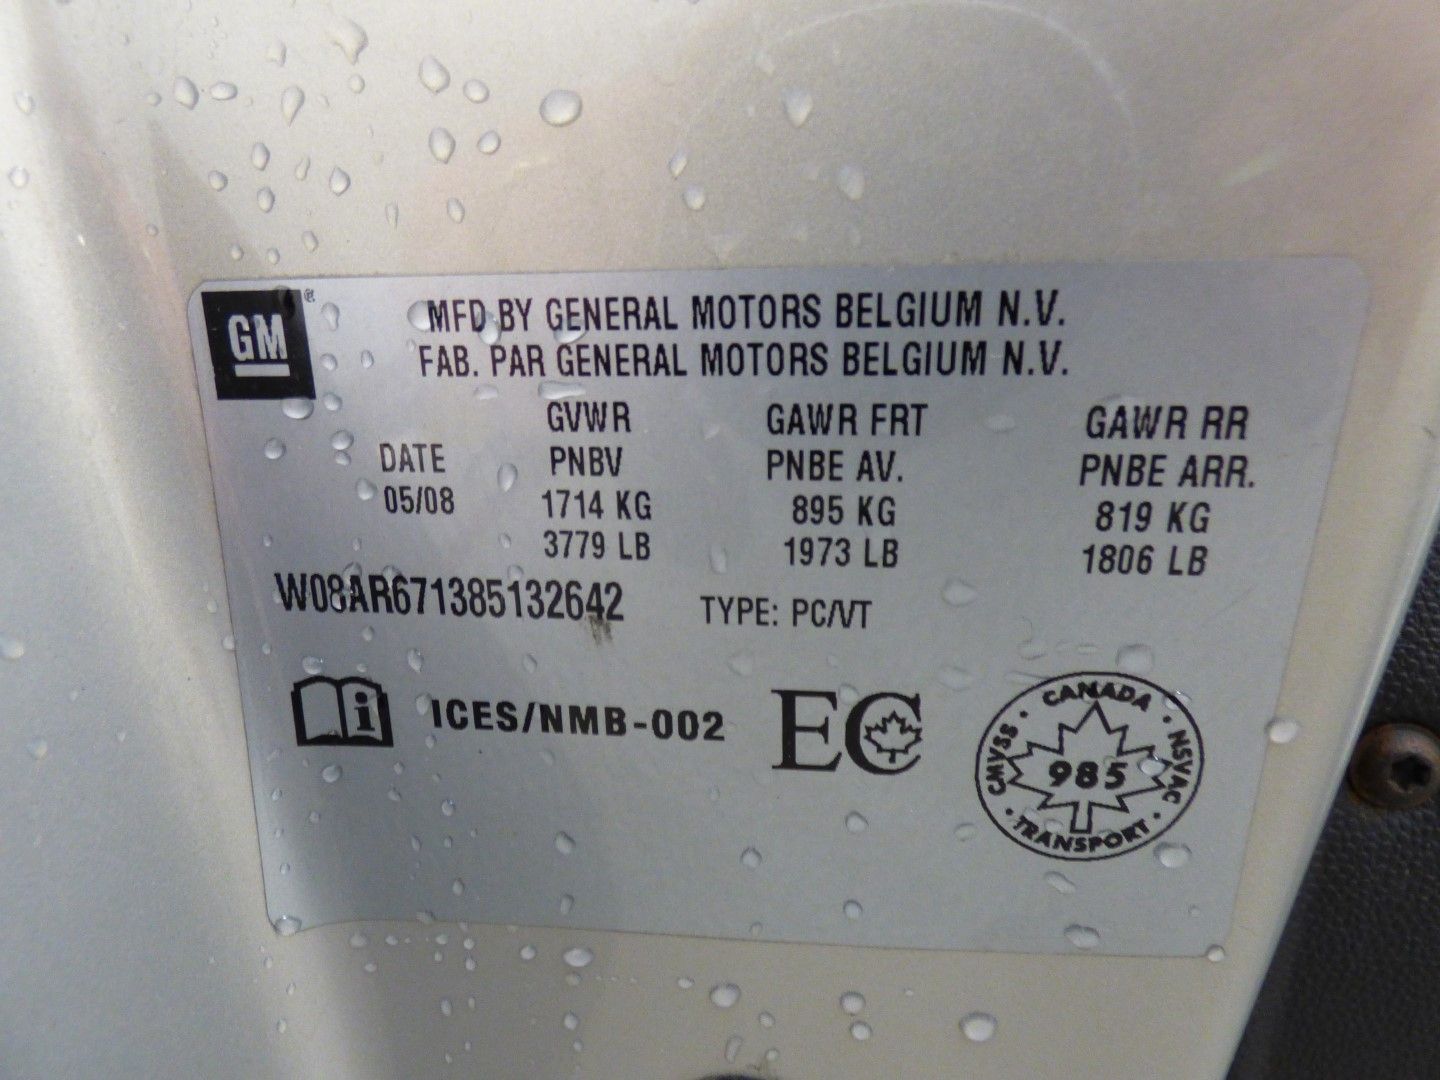 GM®
MFD BY GENERAL MOTORS BELGIUM N.V.
FAB. PAR GENERAL MOTORS BELGIUM N.V.
GVWR GAWR FRT GAWR RR
DATE PNBV PNBE AV. PNBE ARR.
05/08 1714 KG 895 KG 819 KG
3779 LB 1973 LB 1806 LB
W08AR671385132642 TYPE: PC/VT
i ICES/NMB-002 EC
CANADA
CMVSS · 985 · NSVAC
· TRANSPORT ·